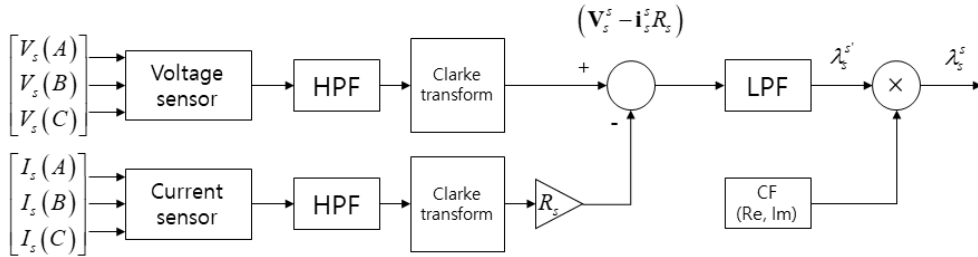 (V_s^s − i_s^s R_s)
[V_s(A)
V_s(B)
V_s(C)]
Voltage
sensor
HPF
Clarke
transform
+
-
LPF
λ_s^{s'}
×
λ_s^s
[I_s(A)
I_s(B)
I_s(C)]
Current
sensor
HPF
Clarke
transform
R_s
CF
(Re, Im)